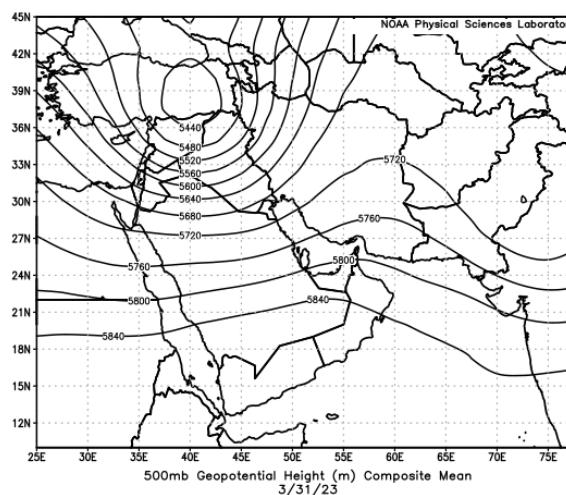 NOAA Physical Sciences Laborator
45N
42N
39N
36N
33N
30N
27N
24N
21N
18N
15N
12N
5440
5480
5520
5560
5600
5640
5680
5720
5720
5760
5760
5800
5800
5840
5840
25E 30E 35E 40E 45E 50E 55E 60E 65E 70E 75E
500mb Geopotential Height (m) Composite Mean
3/31/23